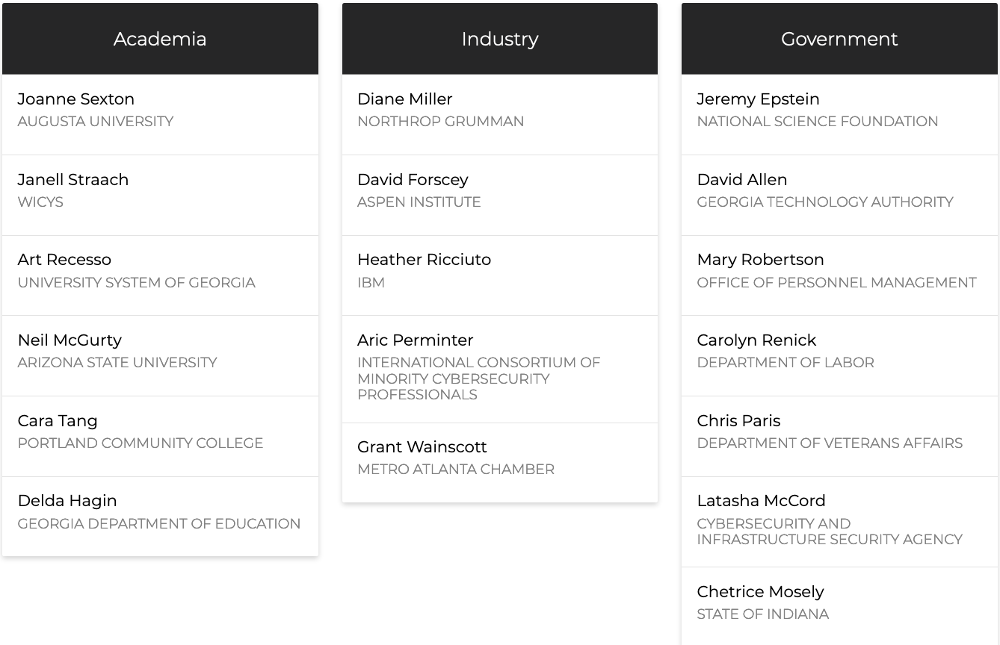 Academia
Joanne Sexton
AUGUSTA UNIVERSITY
Janell Straach
WICYS
Art Recesso
UNIVERSITY SYSTEM OF GEORGIA
Neil McGurty
ARIZONA STATE UNIVERSITY
Cara Tang
PORTLAND COMMUNITY COLLEGE
Delda Hagin
GEORGIA DEPARTMENT OF EDUCATION
Industry
Diane Miller
NORTHROP GRUMMAN
David Forscey
ASPEN INSTITUTE
Heather Ricciuto
IBM
Aric Perminter
INTERNATIONAL CONSORTIUM OF
MINORITY CYBERSECURITY
PROFESSIONALS
Grant Wainscott
METRO ATLANTA CHAMBER
Government
Jeremy Epstein
NATIONAL SCIENCE FOUNDATION
David Allen
GEORGIA TECHNOLOGY AUTHORITY
Mary Robertson
OFFICE OF PERSONNEL MANAGEMENT
Carolyn Renick
DEPARTMENT OF LABOR
Chris Paris
DEPARTMENT OF VETERANS AFFAIRS
Latasha McCord
CYBERSECURITY AND
INFRASTRUCTURE SECURITY AGENCY
Chetrice Mosely
STATE OF INDIANA